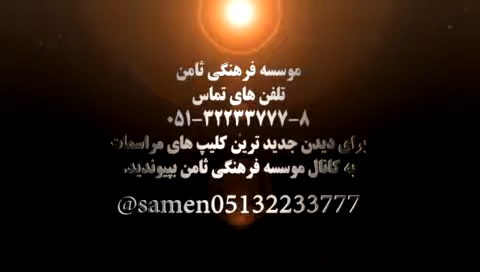 موسسه فرهنگی ثامن
تلفن های تماس
۰۵۱-۳۲۲۳۳۷۷۷-۸
برای دیدن جدید ترین کلیپ های مراسمات
به کانال موسسه فرهنگی ثامن بپیوندید.
@samen05132233777